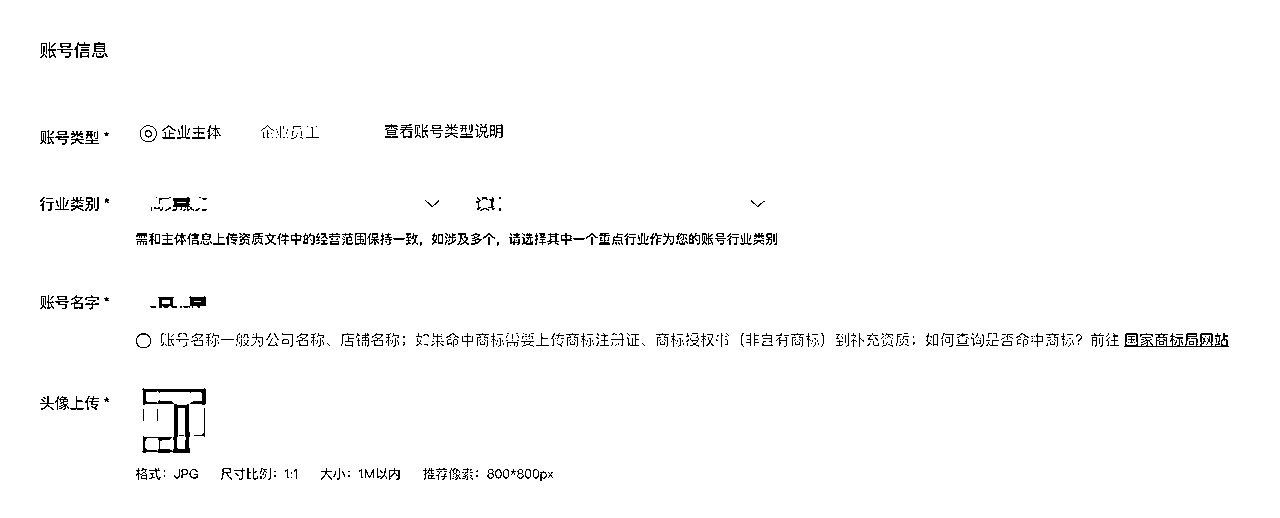 账号信息
账号类型 * 企业主体 企业员工 查看账号类型说明
行业类别 *
需和主体信息上传资质文件中的经营范围保持一致，如涉及多个，请选择其中一个重点行业作为您的账号行业类别
账号名字 *
账号名称一般为公司名称、店铺名称；如果命中商标需要上传商标注册证、商标授权书（非自有商标）到补充资质；如何查询是否命中商标？前往 国家商标局网站
头像上传 *
格式：JPG 尺寸比例：1:1 大小：1M以内 推荐像素：800*800px